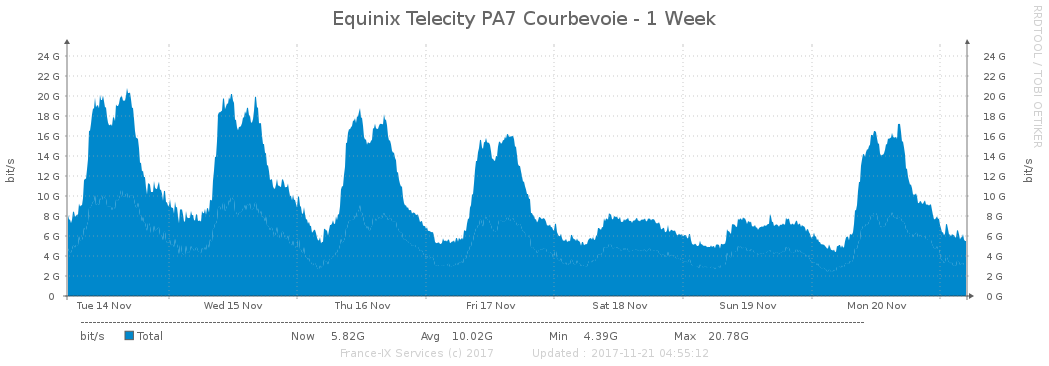 Equinix Telecity PA7 Courbevoie - 1 Week
RRDTOOL / TOBI OETIKER
bit/s
24 G 24 G
22 G 22 G
20 G 20 G
18 G 18 G
16 G 16 G
14 G 14 G
12 G 12 G
10 G 10 G
8 G 8 G
6 G 6 G
4 G 4 G
2 G 2 G
0 0 G
bit/s
Tue 14 Nov Wed 15 Nov Thu 16 Nov Fri 17 Nov Sat 18 Nov Sun 19 Nov Mon 20 Nov
bit/s Total Now 5.82G Avg 10.02G Min 4.39G Max 20.78G
France-IX Services (c) 2017 Updated : 2017-11-21 04:55:12